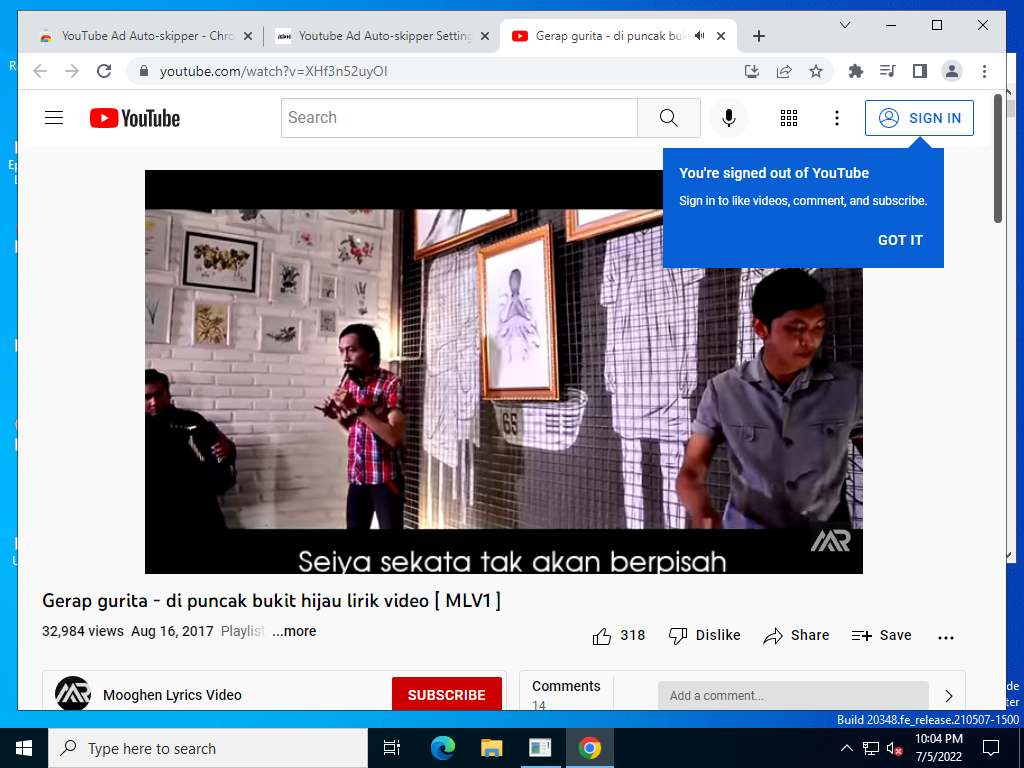 YouTube Ad Auto-skipper - Chro
Youtube Ad Auto-skipper Setting
Gerap gurita - di puncak buk
youtube.com/watch?v=XHf3n52uyOI
YouTube
Search
SIGN IN
You're signed out of YouTube
Sign in to like videos, comment, and subscribe.
GOT IT
65
MR
Seiya sekata tak akan berpisah
Gerap gurita - di puncak bukit hijau lirik video [ MLV1 ]
32,984 views Aug 16, 2017 Playlist ...more
318 Dislike Share Save
Mooghen Lyrics Video
SUBSCRIBE
Comments
14
Add a comment...
Build 20348.fe_release.210507-1500
Type here to search
10:04 PM
7/5/2022